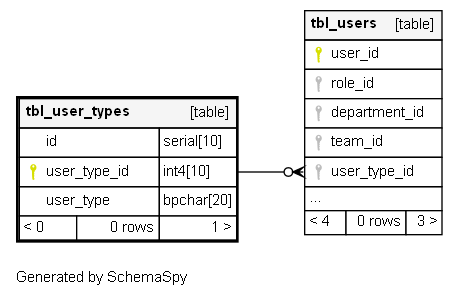 tbl_users [table]
user_id
role_id
department_id
team_id
user_type_id
...
< 4 0 rows 3 >
tbl_user_types [table]
id serial[10]
user_type_id int4[10]
user_type bpchar[20]
< 0 0 rows 1 >
Generated by SchemaSpy